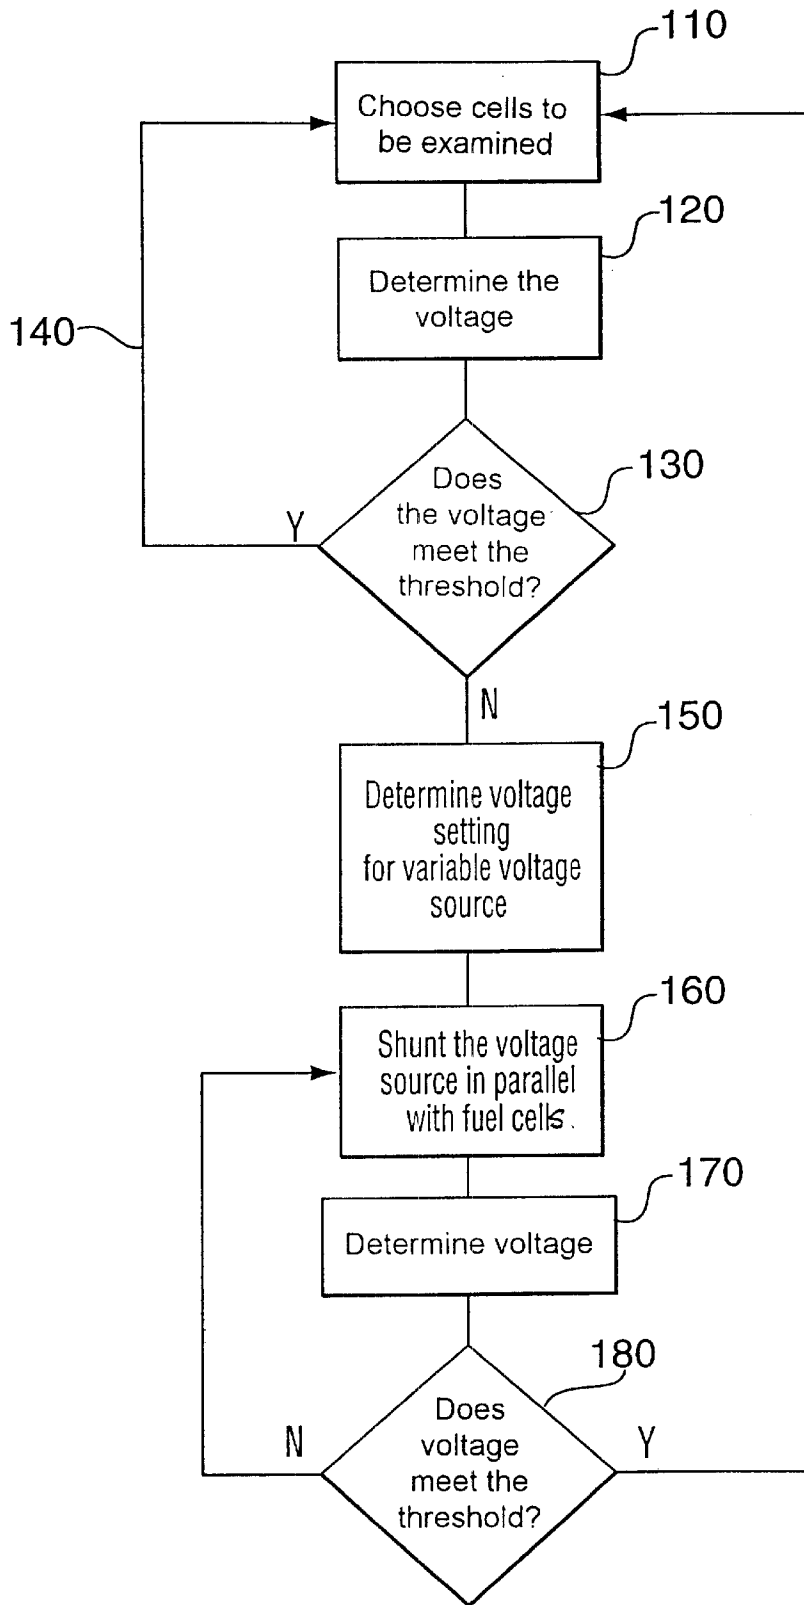 110
Choose cells to
be examined
120
Determine the
voltage
140
130
Does
the voltage
meet the
threshold?
Y
N
150
Determine voltage
setting
for variable voltage
source
160
Shunt the voltage
source in parallel
with fuel cells.
170
Determine voltage
180
Does
voltage
meet the
threshold?
N
Y